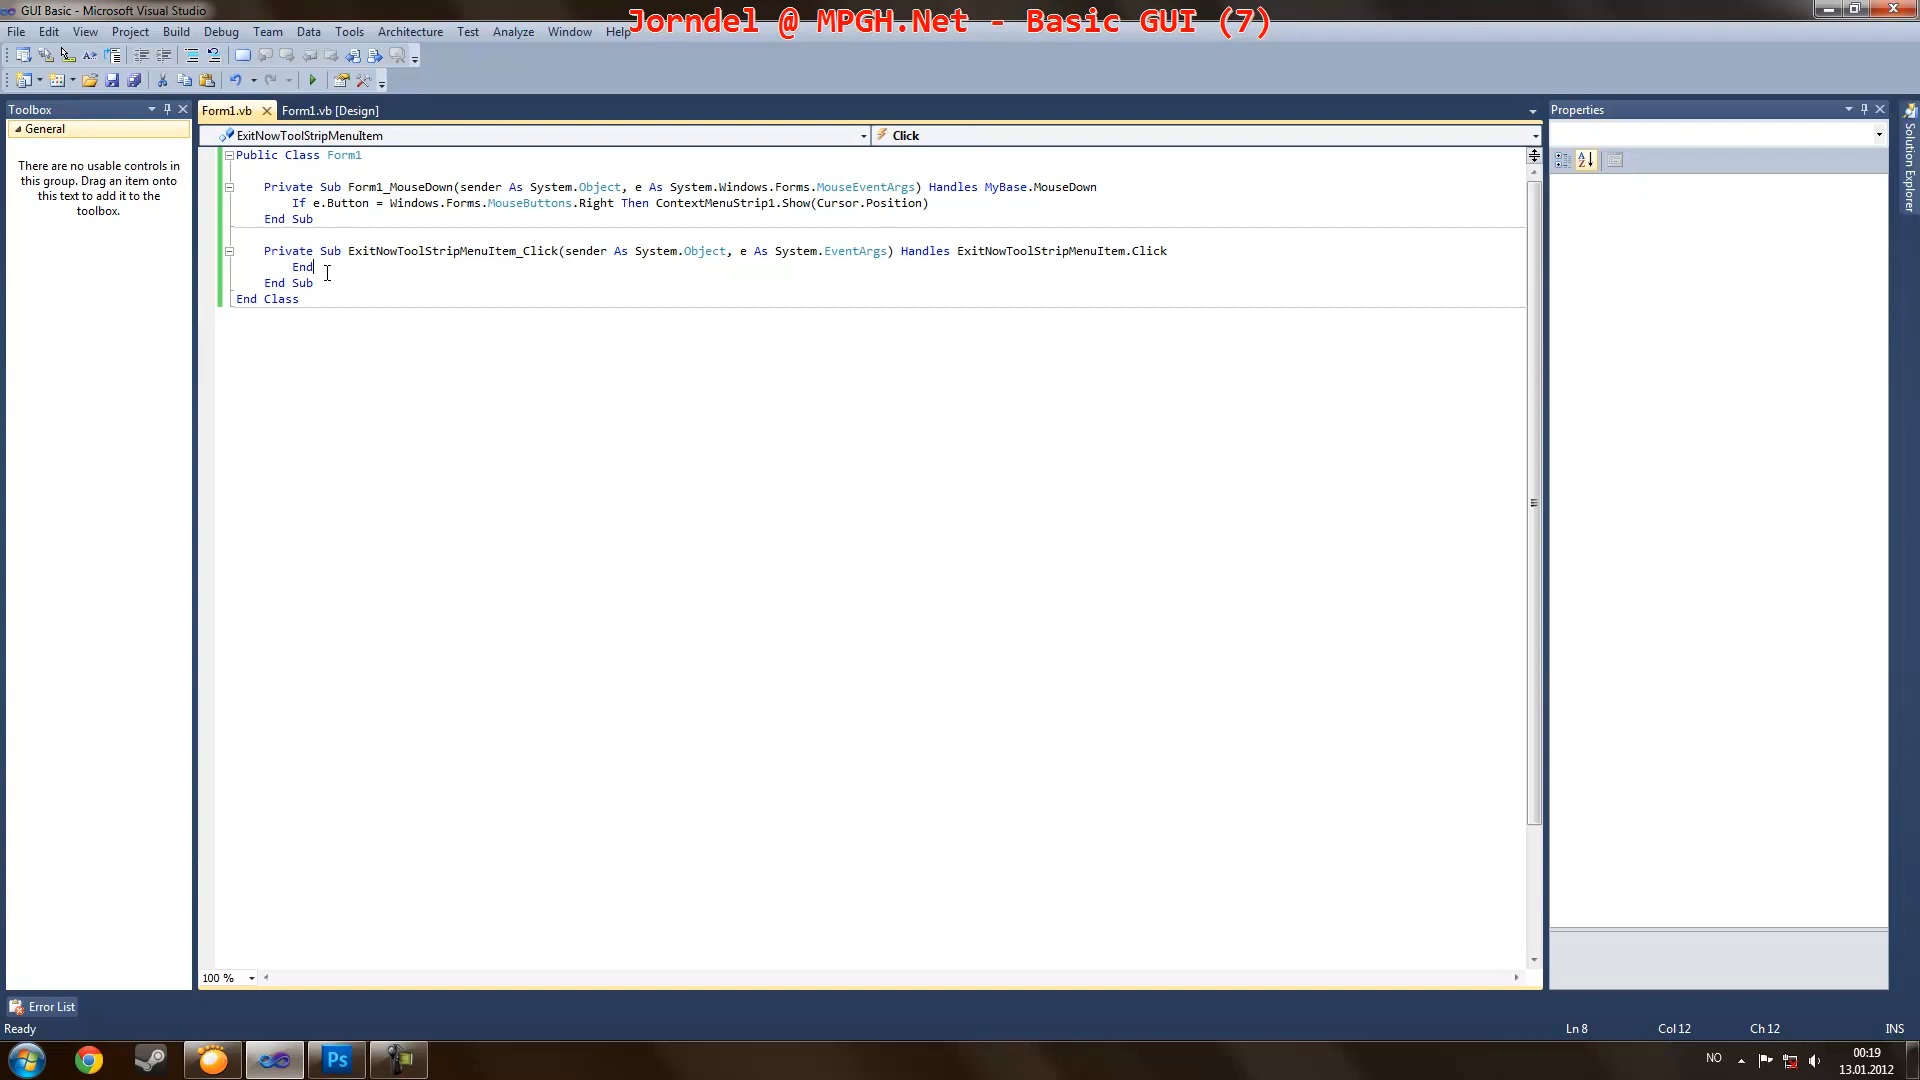 GUI Basic - Microsoft Visual Studio
Jorndel @ MPGH.Net - Basic GUI (7)
File Edit View Project Build Debug Team Data Tools Architecture Test Analyze Window Help
Toolbox
Form1.vb
Form1.vb [Design]
Properties
General
ExitNowToolStripMenuItem
Click
There are no usable controls in
this group. Drag an item onto
this text to add it to the
toolbox.
Public Class Form1
Private Sub Form1_MouseDown(sender As System.Object, e As System.Windows.Forms.MouseEventArgs) Handles MyBase.MouseDown
If e.Button = Windows.Forms.MouseButtons.Right Then ContextMenuStrip1.Show(Cursor.Position)
End Sub
Private Sub ExitNowToolStripMenuItem_Click(sender As System.Object, e As System.EventArgs) Handles ExitNowToolStripMenuItem.Click
End
End Sub
End Class
Solution Explorer
100 %
Error List
Ready
Ln 8
Col 12
Ch 12
INS
Ps
NO
00:19
13.01.2012